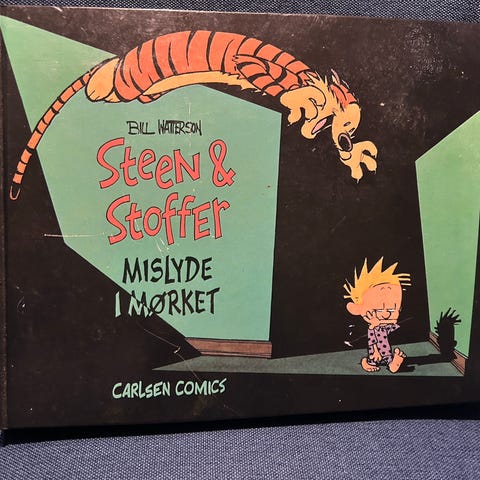 BILL WATTERSON
STEEN &
STOFFER
MISLYDE
I MØRKET
CARLSEN COMICS